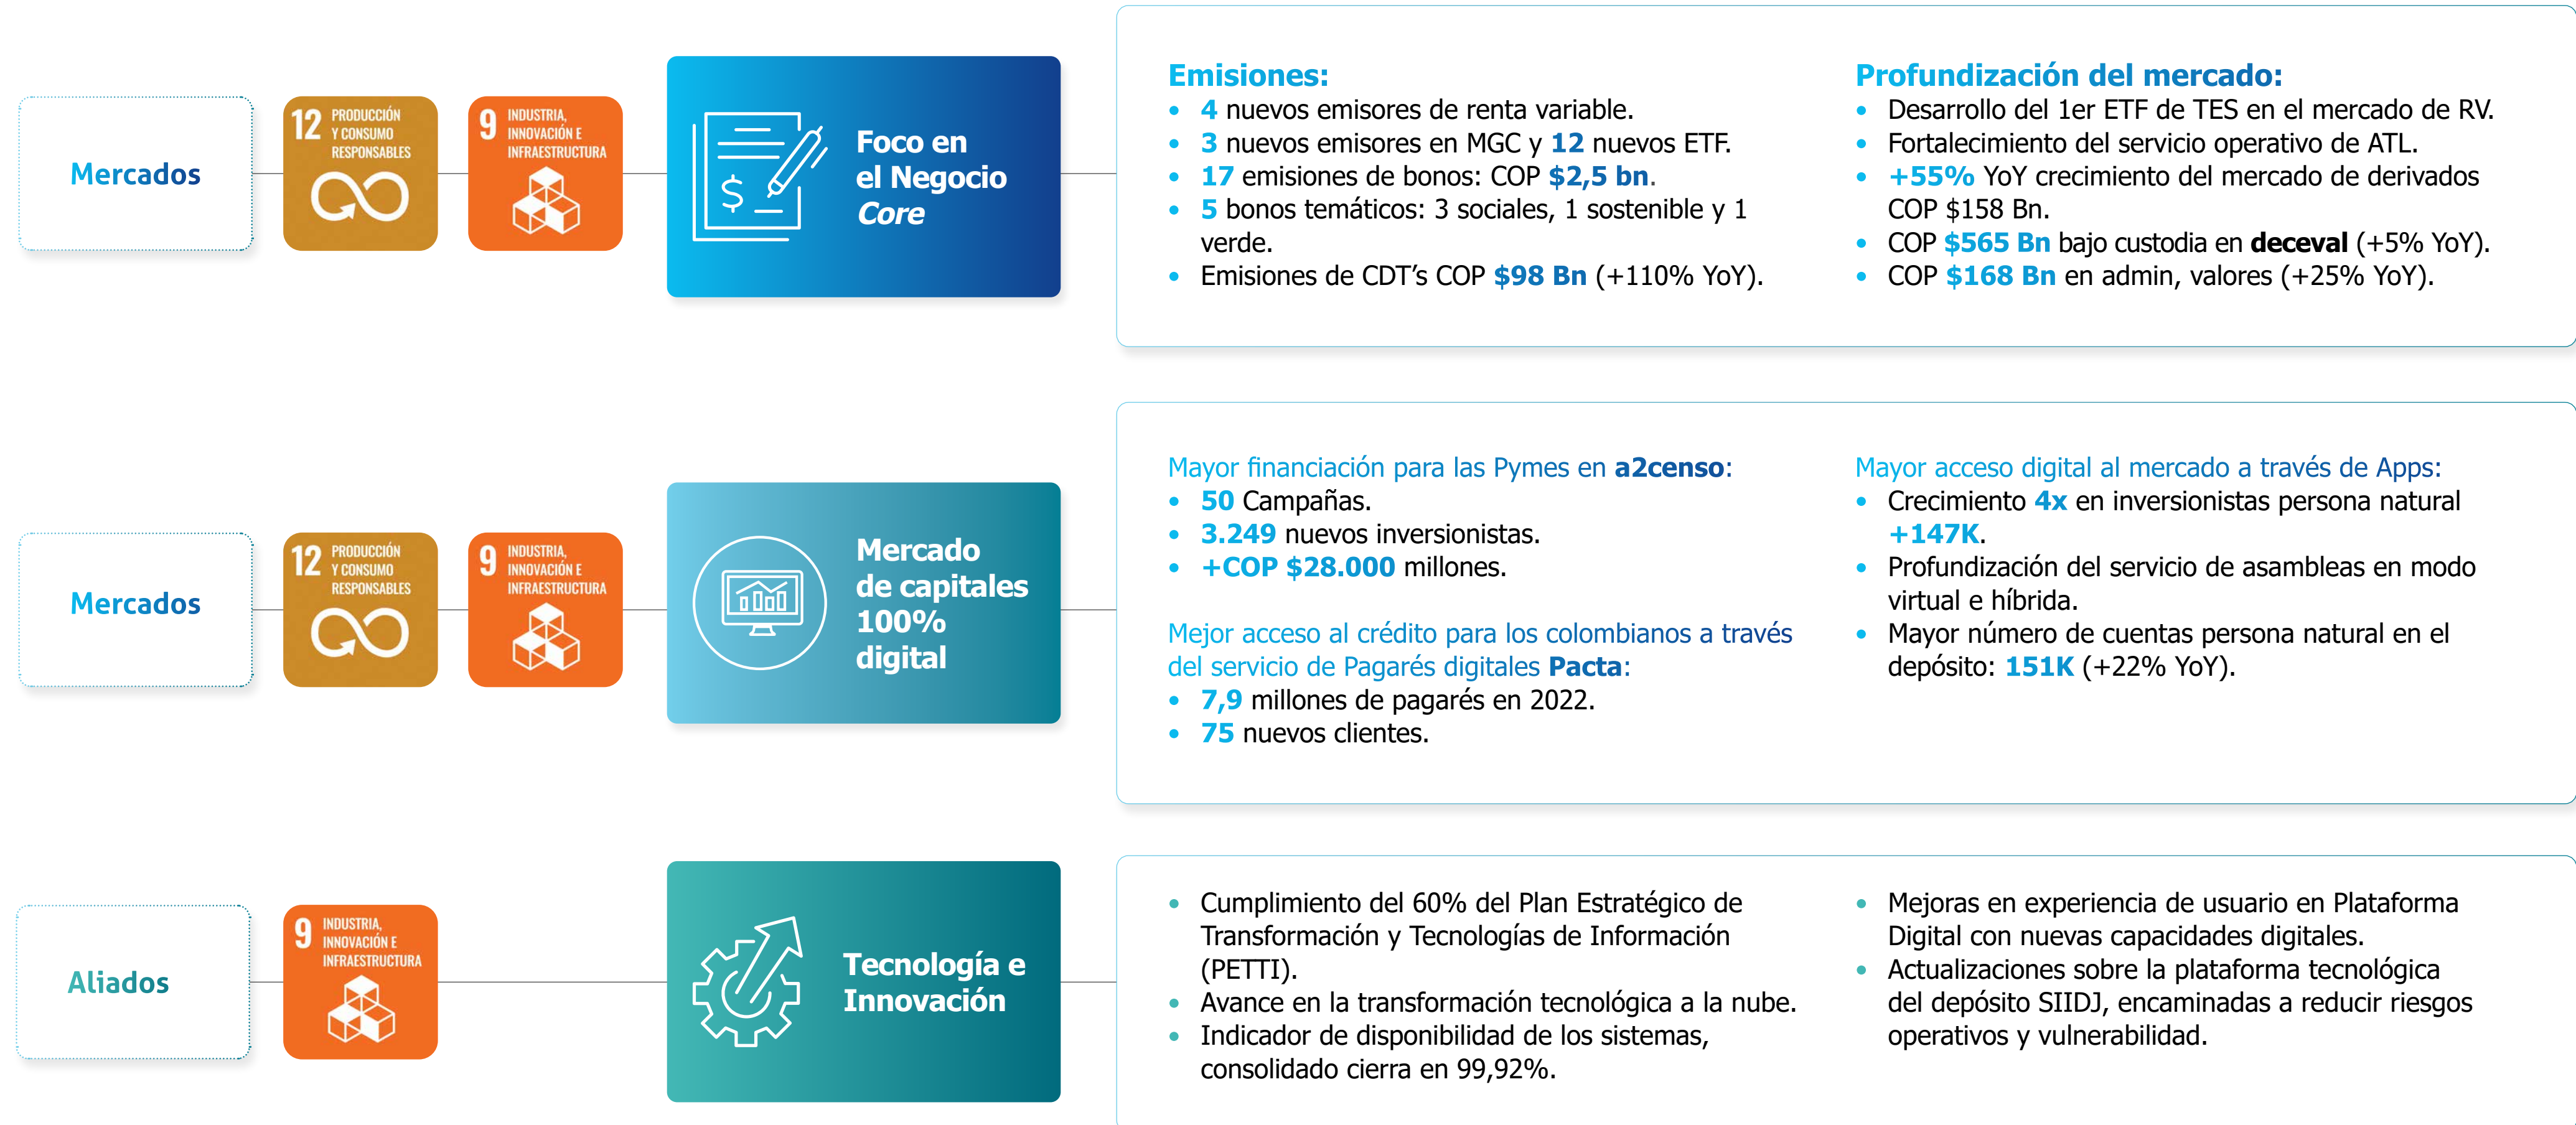 Mercados
12 PRODUCCIÓN
Y CONSUMO
RESPONSABLES
9 INDUSTRIA,
INNOVACIÓN E
INFRAESTRUCTURA
$
Foco en
el Negocio
Core
Emisiones:
• 4 nuevos emisores de renta variable.
• 3 nuevos emisores en MGC y 12 nuevos ETF.
• 17 emisiones de bonos: COP $2,5 bn.
• 5 bonos temáticos: 3 sociales, 1 sostenible y 1
verde.
• Emisiones de CDT’s COP $98 Bn (+110% YoY).
Profundización del mercado:
• Desarrollo del 1er ETF de TES en el mercado de RV.
• Fortalecimiento del servicio operativo de ATL.
• +55% YoY crecimiento del mercado de derivados
COP $158 Bn.
• COP $565 Bn bajo custodia en deceval (+5% YoY).
• COP $168 Bn en admin, valores (+25% YoY).
Mercados
12 PRODUCCIÓN
Y CONSUMO
RESPONSABLES
9 INDUSTRIA,
INNOVACIÓN E
INFRAESTRUCTURA
Mercado
de capitales
100%
digital
Mayor financiación para las Pymes en a2censo:
• 50 Campañas.
• 3.249 nuevos inversionistas.
• +COP $28.000 millones.
Mejor acceso al crédito para los colombianos a través
del servicio de Pagarés digitales Pacta:
• 7,9 millones de pagarés en 2022.
• 75 nuevos clientes.
Mayor acceso digital al mercado a través de Apps:
• Crecimiento 4x en inversionistas persona natural
+147K.
• Profundización del servicio de asambleas en modo
virtual e híbrida.
• Mayor número de cuentas persona natural en el
depósito: 151K (+22% YoY).
Aliados
9 INDUSTRIA,
INNOVACIÓN E
INFRAESTRUCTURA
Tecnología e
Innovación
• Cumplimiento del 60% del Plan Estratégico de
Transformación y Tecnologías de Información
(PETTI).
• Avance en la transformación tecnológica a la nube.
• Indicador de disponibilidad de los sistemas,
consolidado cierra en 99,92%.
• Mejoras en experiencia de usuario en Plataforma
Digital con nuevas capacidades digitales.
• Actualizaciones sobre la plataforma tecnológica
del depósito SIIDJ, encaminadas a reducir riesgos
operativos y vulnerabilidad.